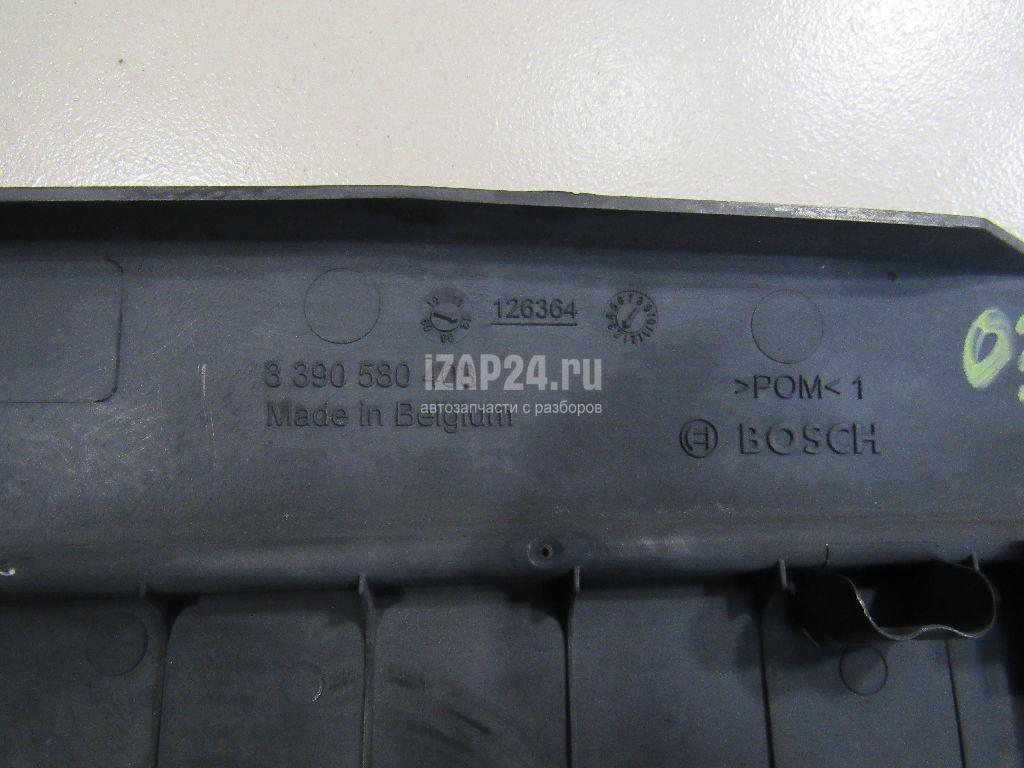 126364
3 390 580
iZAP24.ru
>POM< 1
Made in Belgium
автозапчасти с разборов
BOSCH